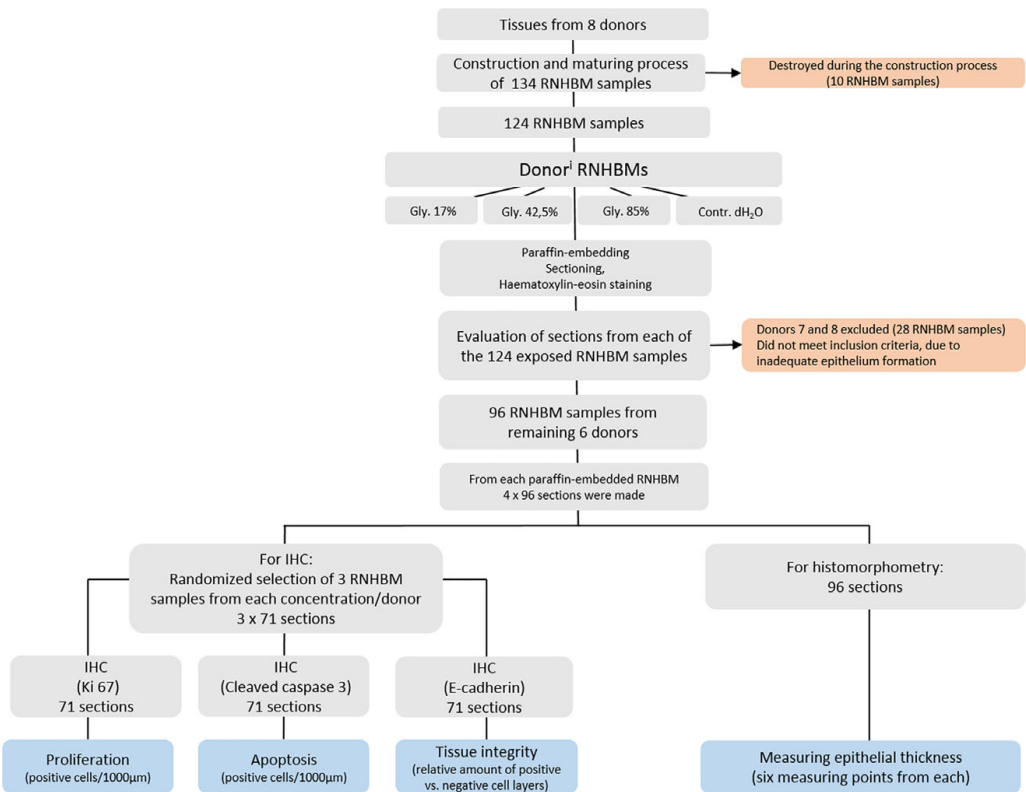 Tissues from 8 donors
Construction and maturing process
of 134 RNHBM samples
Destroyed during the construction process
(10 RNHBM samples)
124 RNHBM samples
Donorⁱ RNHBMs
Gly. 17%
Gly. 42,5%
Gly. 85%
Contr. dH₂O
Paraffin-embedding
Sectioning,
Haematoxylin-eosin staining
Evaluation of sections from each of
the 124 exposed RNHBM samples
Donors 7 and 8 excluded (28 RNHBM samples)
Did not meet inclusion criteria, due to
inadequate epithelium formation
96 RNHBM samples from
remaining 6 donors
From each paraffin-embedded RNHBM
4 x 96 sections were made
For IHC:
Randomized selection of 3 RNHBM
samples from each concentration/donor
3 x 71 sections
For histomorphometry:
96 sections
IHC
(Ki 67)
71 sections
IHC
(Cleaved caspase 3)
71 sections
IHC
(E-cadherin)
71 sections
Proliferation
(positive cells/1000µm)
Apoptosis
(positive cells/1000µm)
Tissue integrity
(relative amount of positive
vs. negative cell layers)
Measuring epithelial thickness
(six measuring points from each)